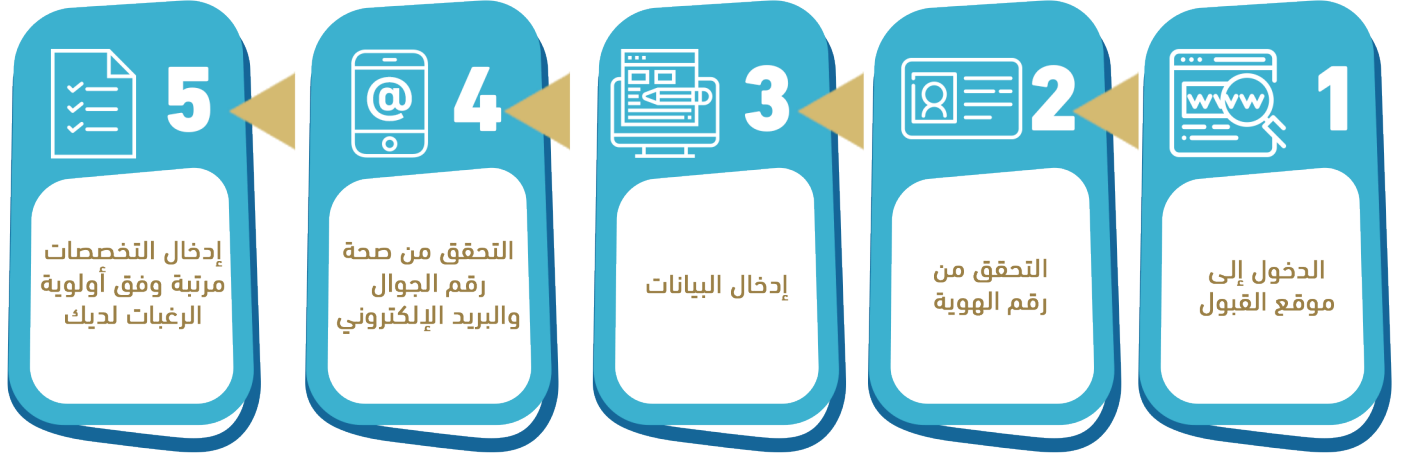 1
www
الدخول إلى
موقع القبول
2
التحقق من
رقم الهوية
3
إدخال البيانات
4
@
التحقق من صحة
رقم الجوال
والبريد الإلكتروني
5
إدخال التخصصات
مرتبة وفق أولوية
الرغبات لديك